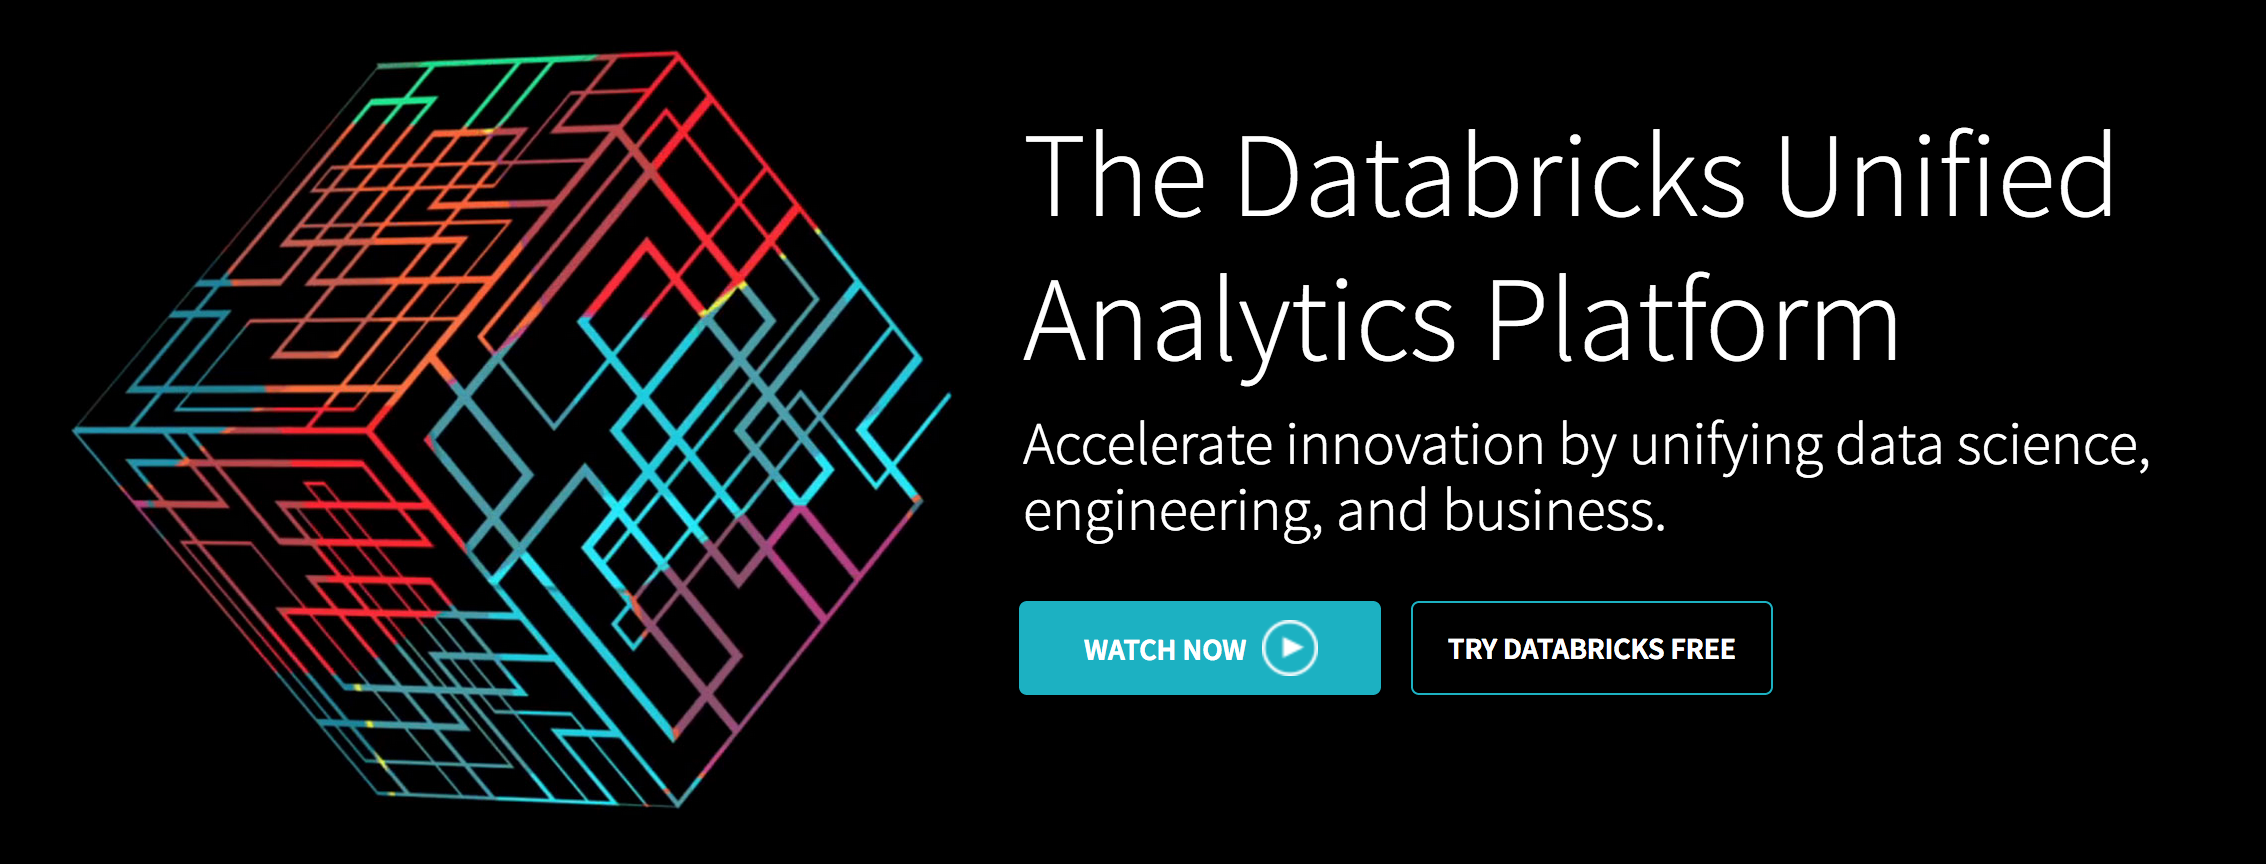 The Databricks Unified
Analytics Platform
Accelerate innovation by unifying data science,
engineering, and business.
WATCH NOW
TRY DATABRICKS FREE